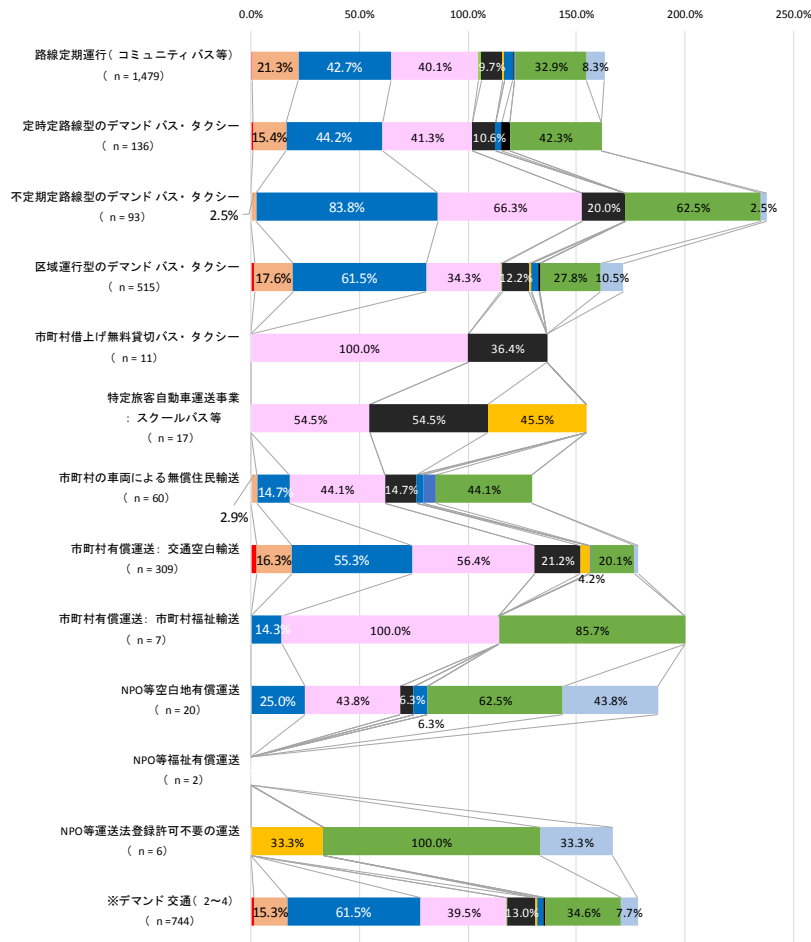 0.0% 50.0% 100.0% 150.0% 200.0% 250.0%
路線定期運行(コミュニティバス等)
(n=1,479)
21.3% 42.7% 40.1% 9.7% 32.9% 8.3%
定時定路線型のデマンドバス・タクシー
(n=136)
15.4% 44.2% 41.3% 10.6% 42.3%
不定期定路線型のデマンドバス・タクシー
(n=93)
2.5% 83.8% 66.3% 20.0% 62.5% 2.5%
区域運行型のデマンドバス・タクシー
(n=515)
17.6% 61.5% 34.3% 12.2% 27.8% 10.5%
市町村借上げ無料貸切バス・タクシー
(n=11)
100.0% 36.4%
特定旅客自動車運送事業
:スクールバス等
(n=17)
54.5% 54.5% 45.5%
市町村の車両による無償住民輸送
(n=60)
2.9% 14.7% 44.1% 14.7% 44.1%
市町村有償運送:交通空白輸送
(n=309)
16.3% 55.3% 56.4% 21.2% 4.2% 20.1%
市町村有償運送:市町村福祉輸送
(n=7)
14.3% 100.0% 85.7%
NPO等空白地有償運送
(n=20)
25.0% 43.8% 6.3% 6.3% 62.5% 43.8%
NPO等福祉有償運送
(n=2)
NPO等運送法登録許可不要の運送
(n=6)
33.3% 100.0% 33.3%
※デマンド交通(2〜4)
(n=744)
15.3% 61.5% 39.5% 13.0% 34.6% 7.7%